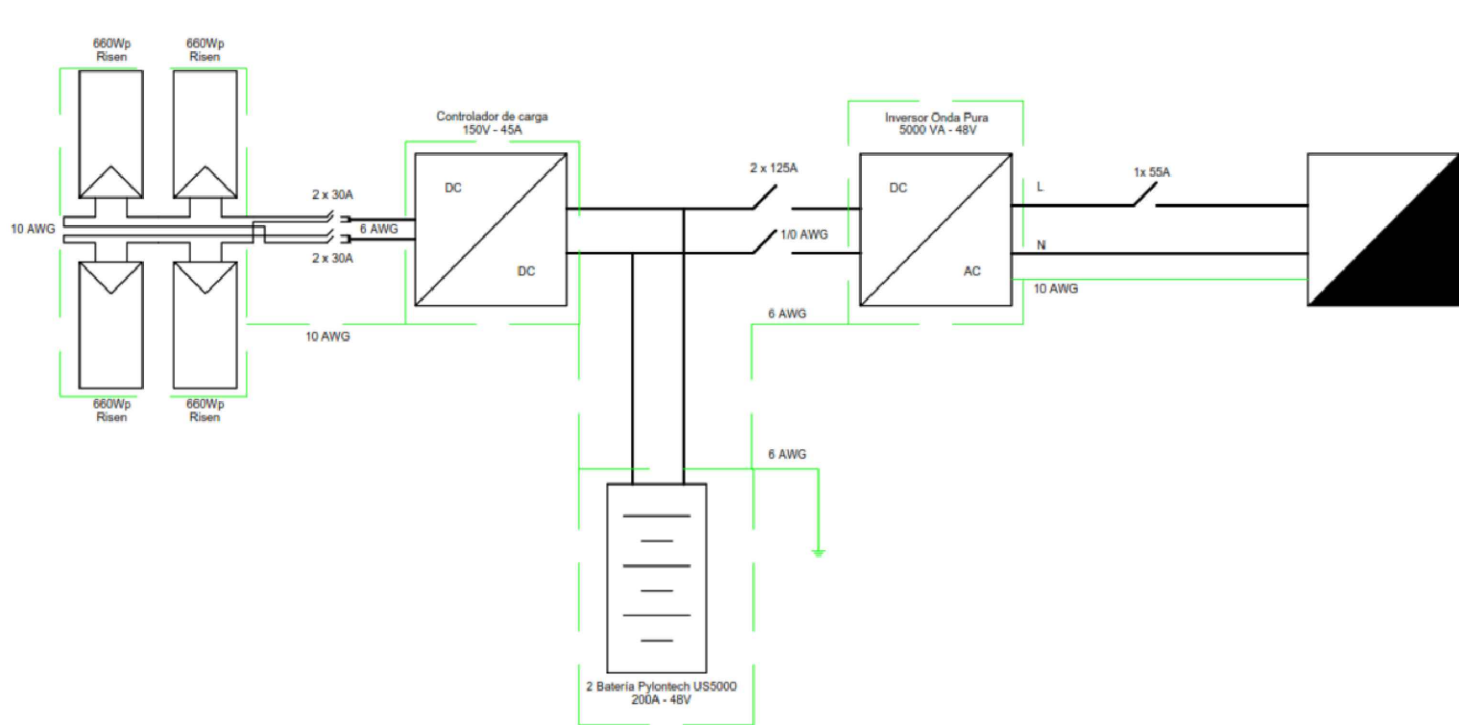 660Wp
Risen
660Wp
Risen
Controlador de carga
150V - 45A
Inversor Onda Pura
5000 VA - 48V
2 x 125A
1x 55A
DC
DC
L
2 x 30A
10 AWG
6 AWG
1/0 AWG
N
2 x 30A
DC
AC
10 AWG
6 AWG
10 AWG
660Wp
Risen
660Wp
Risen
6 AWG
2 Batería Pylontech US5000
200A - 48V